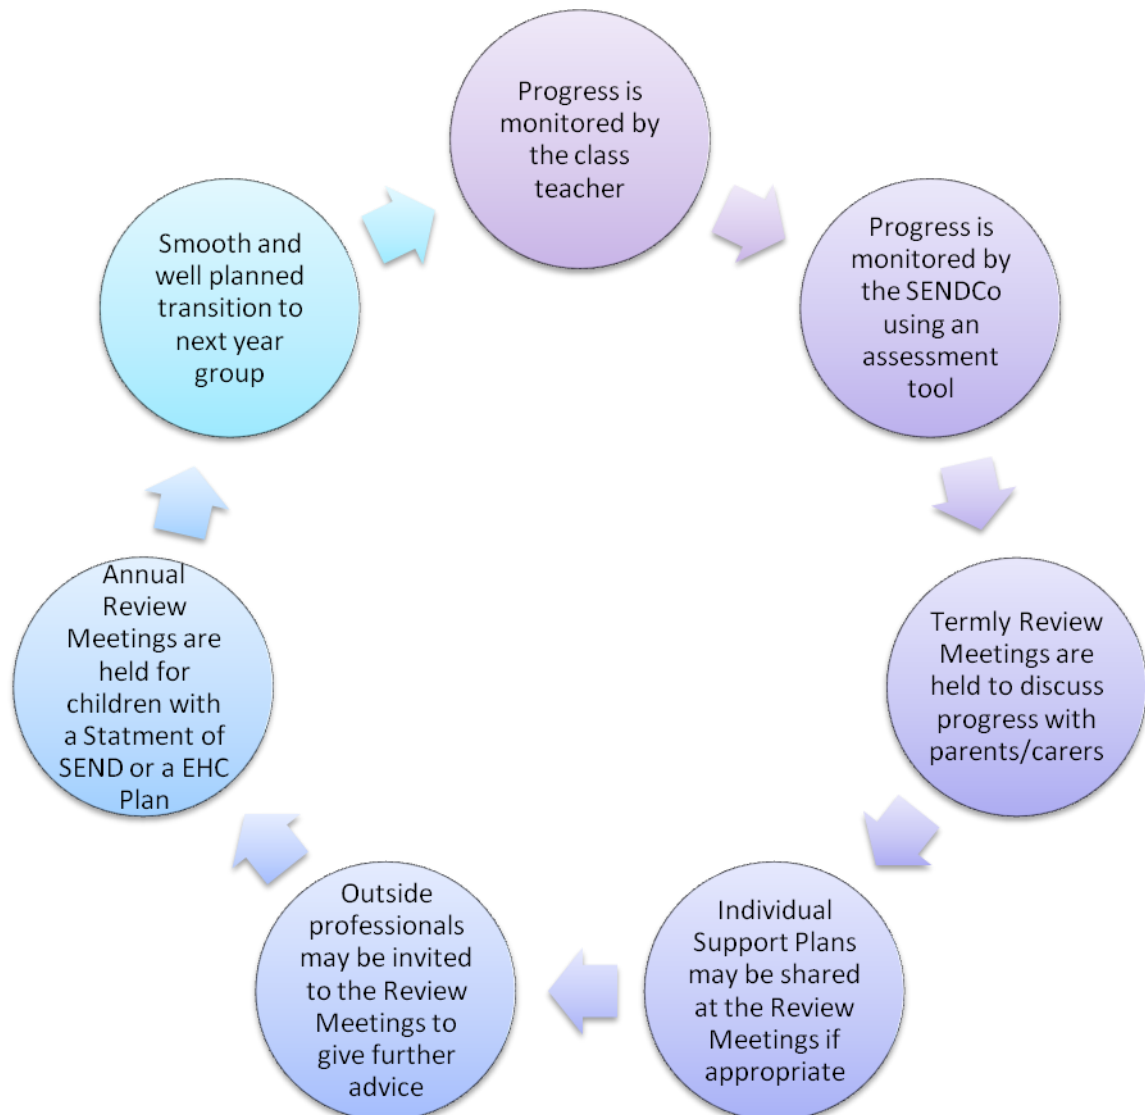 Progress is
monitored by
the class
teacher
Progress is
monitored by
the SENDCo
using an
assessment
tool
Termly Review
Meetings are
held to discuss
progress with
parents/carers
Individual
Support Plans
may be shared
at the Review
Meetings if
appropriate
Outside
professionals
may be invited
to the Review
Meetings to
give further
advice
Annual
Review
Meetings are
held for
children with
a Statment of
SEND or a EHC
Plan
Smooth and
well planned
transition to
next year
group